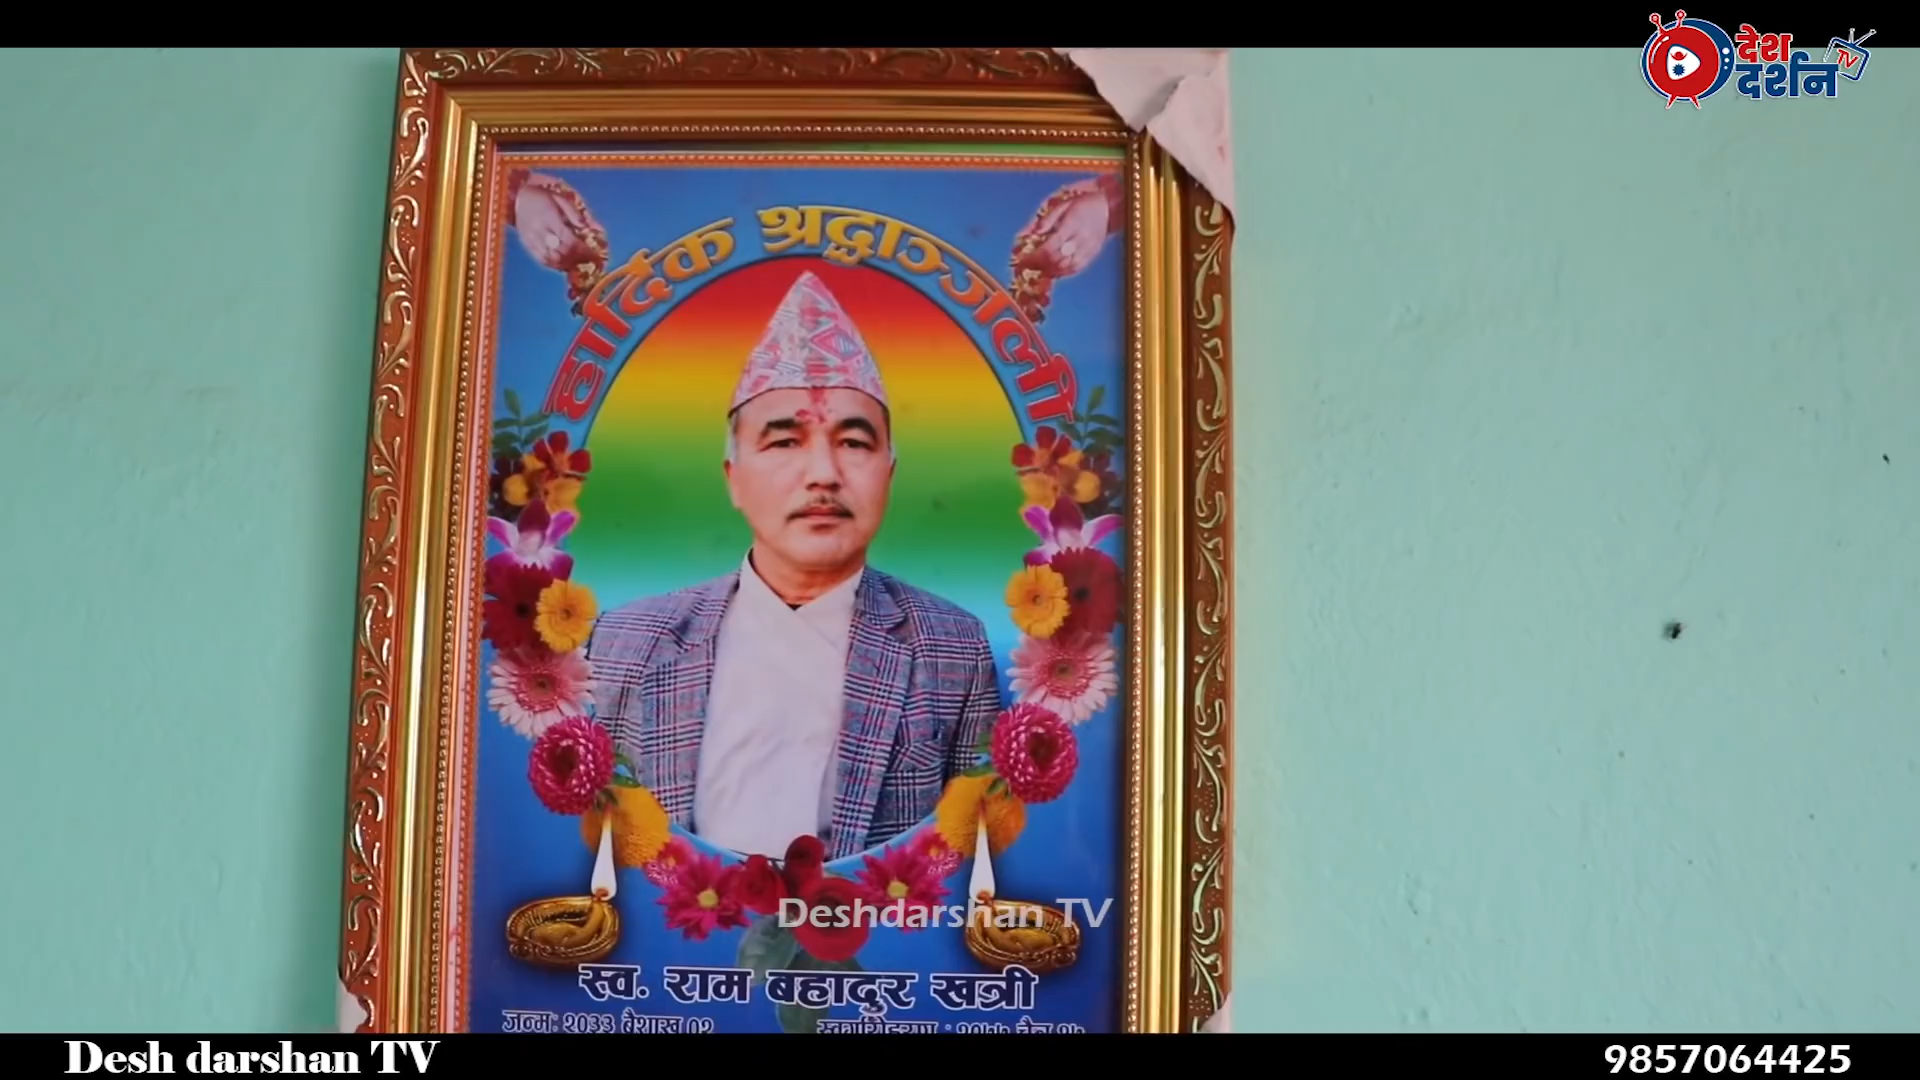 देश
दर्शन TV
हार्दिक श्रद्धाञ्जली
Deshdarshan TV
स्व. राम बहादुर खत्री
जन्म: २०३३ बैशाख ०२
Desh darshan TV
9857064425